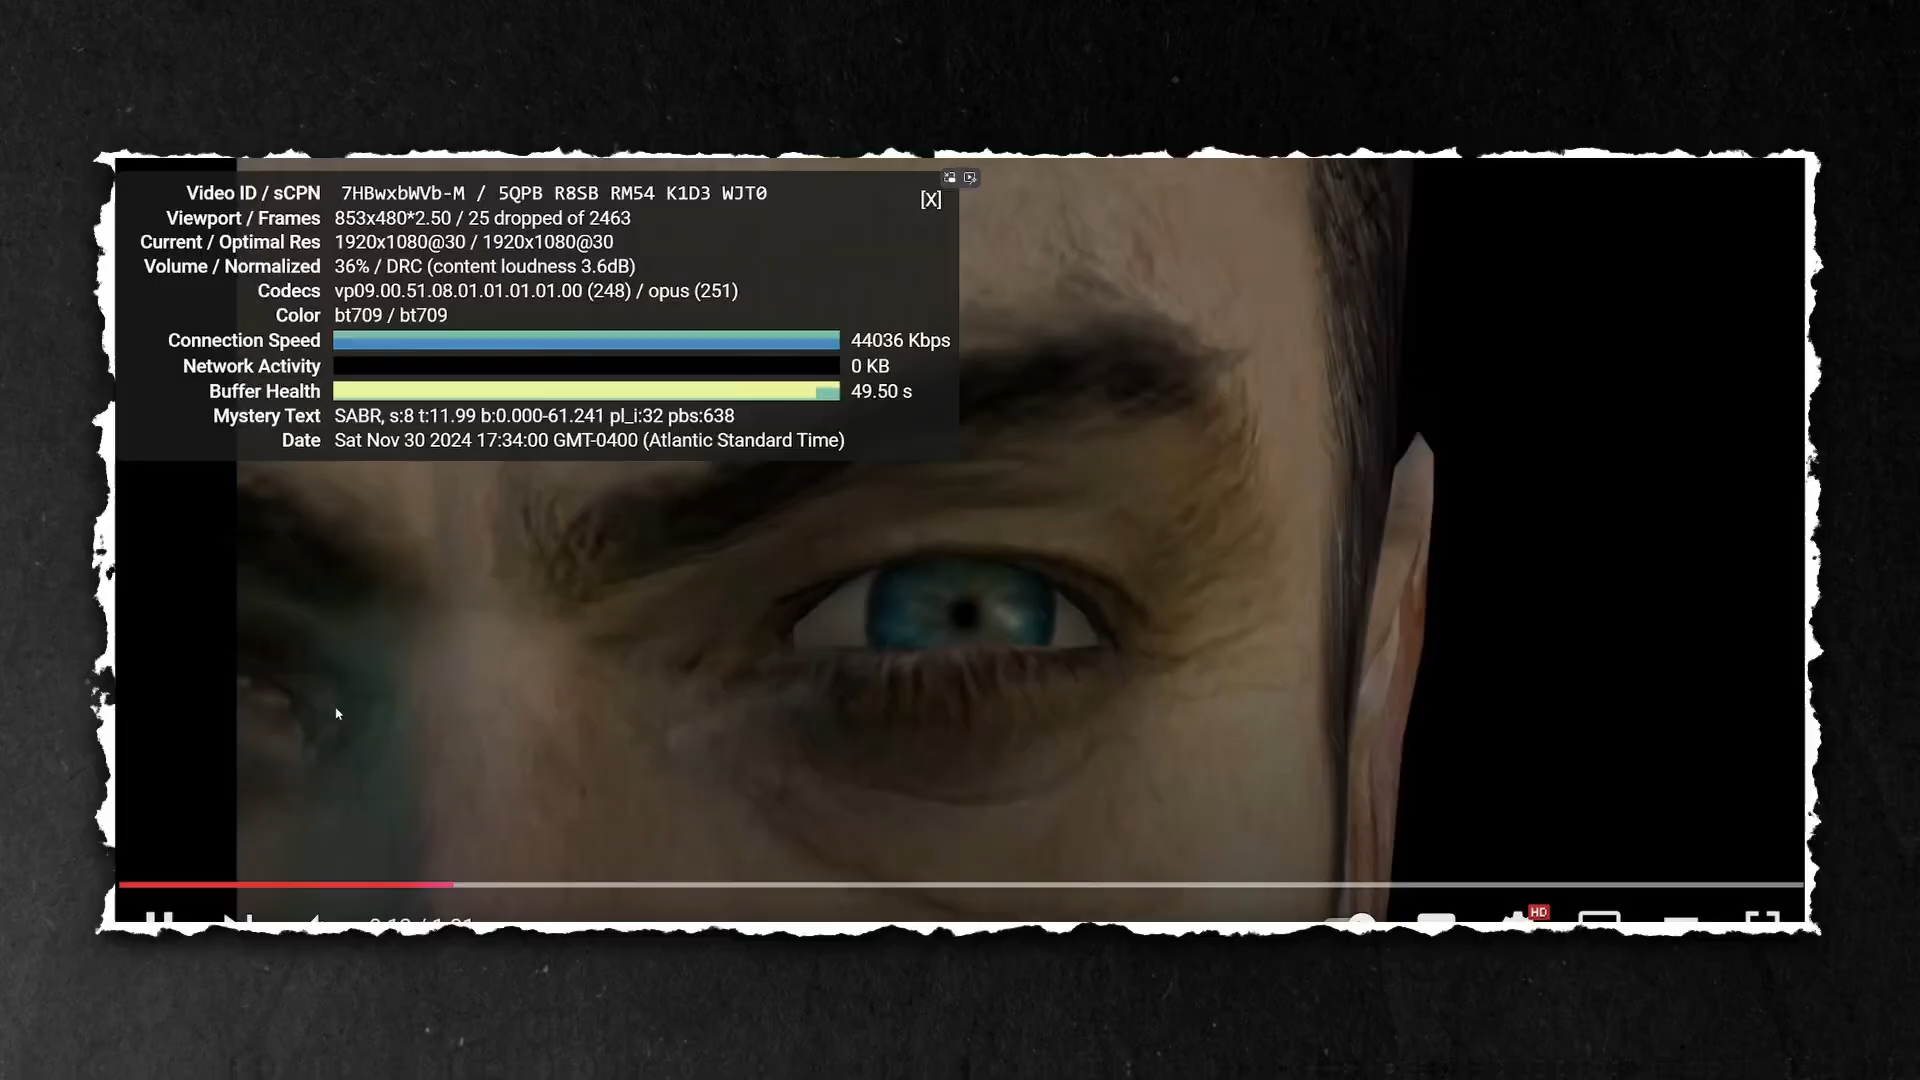 Video ID / sCPN 7HBwxbWVb-M / 5QPB R8SB RM54 K1D3 WJT0
[X]
Viewport / Frames 853x480*2.50 / 25 dropped of 2463
Current / Optimal Res 1920x1080@30 / 1920x1080@30
Volume / Normalized 36% / DRC (content loudness 3.6dB)
Codecs vp09.00.51.08.01.01.01.01.00 (248) / opus (251)
Color bt709 / bt709
Connection Speed 44036 Kbps
Network Activity 0 KB
Buffer Health 49.50 s
Mystery Text SABR, s:8 t:11.99 b:0.000-61.241 pl_i:32 pbs:638
Date Sat Nov 30 2024 17:34:00 GMT-0400 (Atlantic Standard Time)
HD